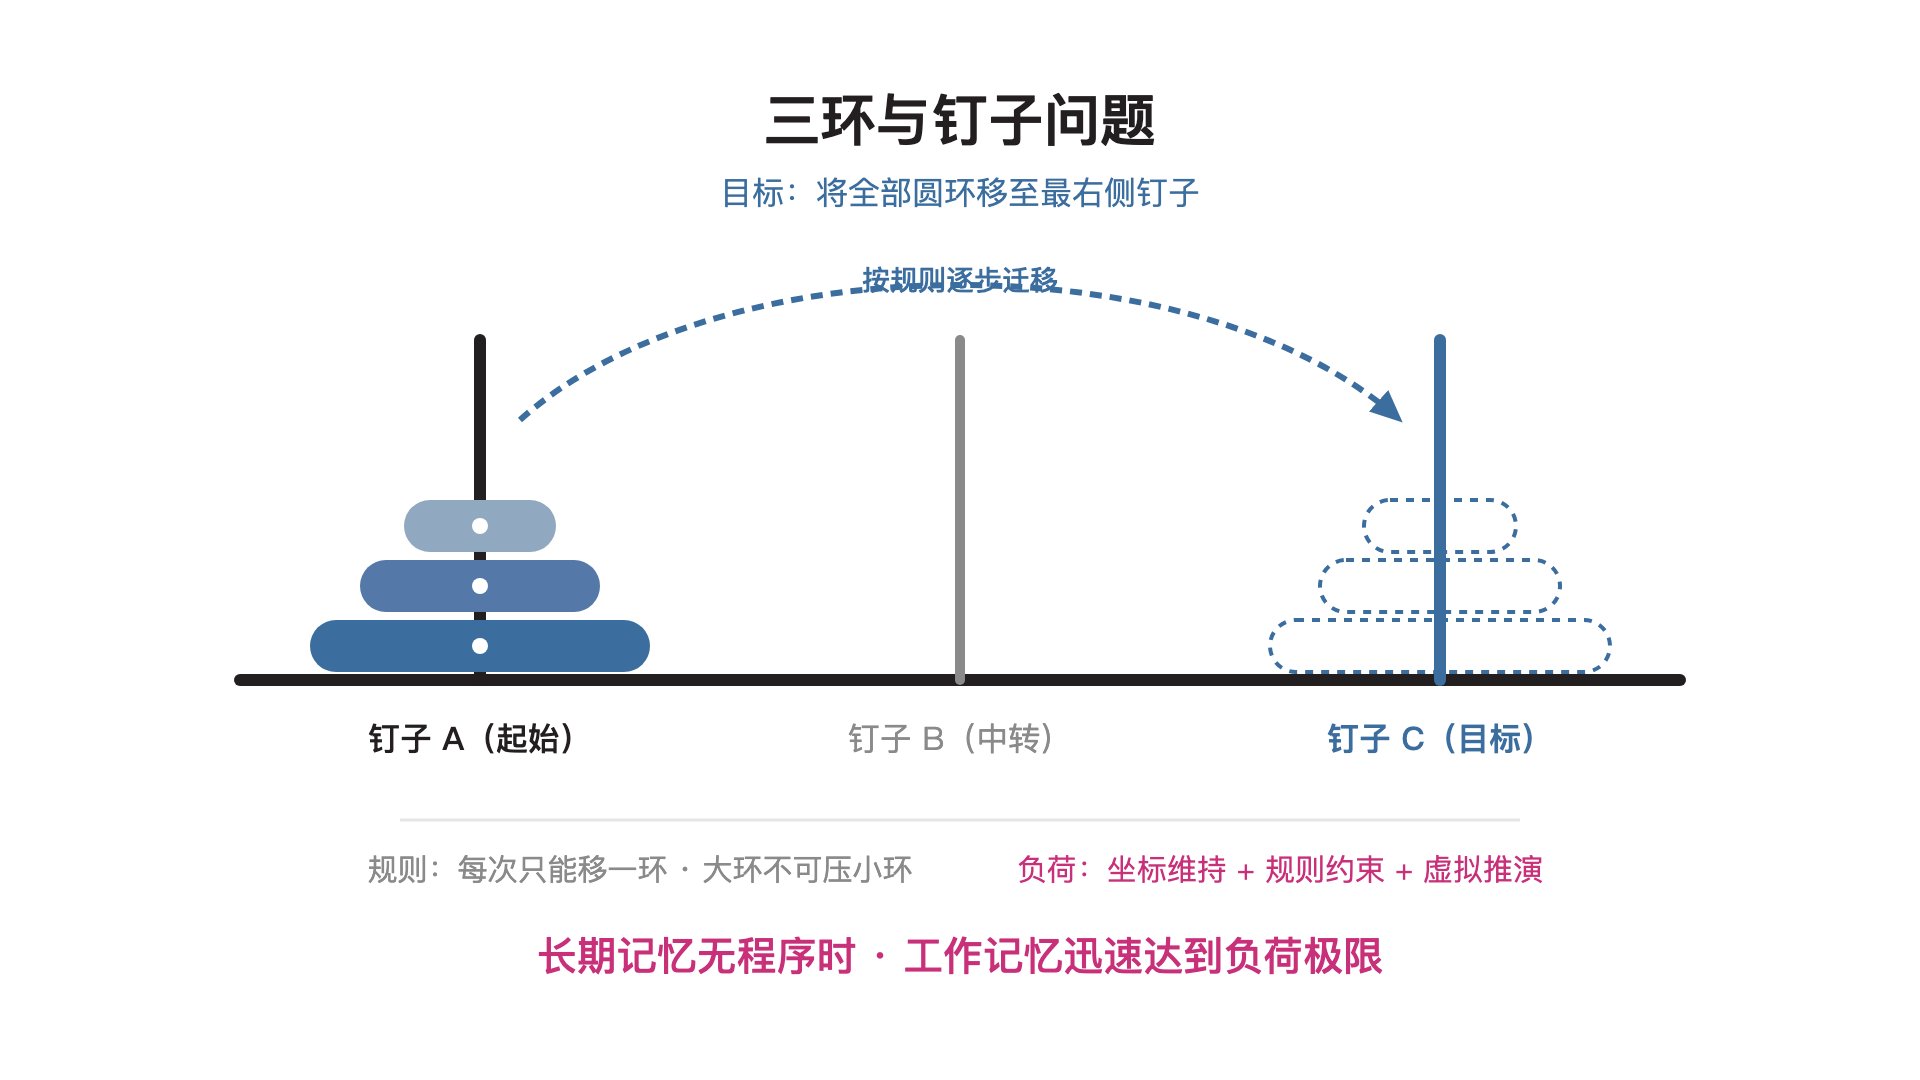 三环与钉子问题
目标：将全部圆环移至最右侧钉子
按规则逐步迁移
钉子 A（起始）
钉子 B（中转）
钉子 C（目标）
规则：每次只能移一环 · 大环不可压小环
负荷：坐标维持 + 规则约束 + 虚拟推演
长期记忆无程序时 · 工作记忆迅速达到负荷极限